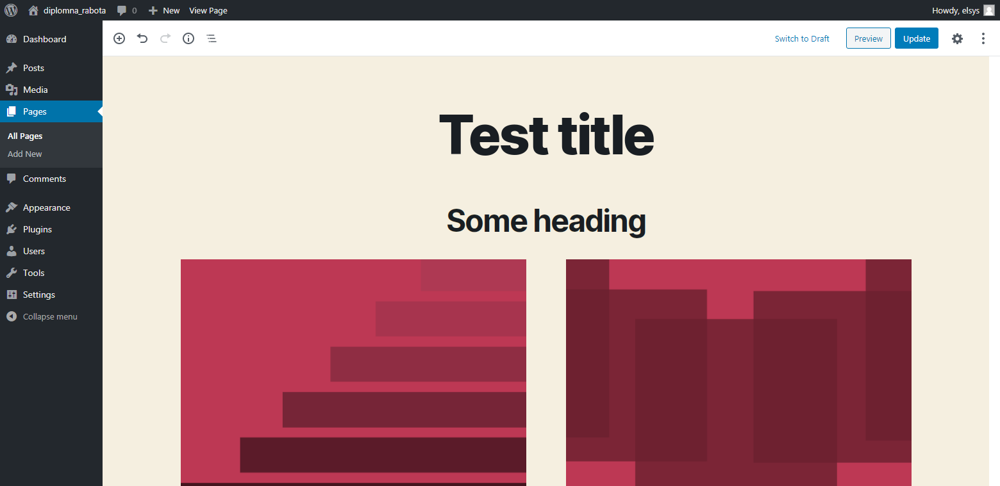 diplomna_rabota 0 New View Page Howdy, elsys
Dashboard
Posts
Media
Pages
All Pages
Add New
Comments
Appearance
Plugins
Users
Tools
Settings
Collapse menu
Switch to Draft Preview Update
Test title
Some heading